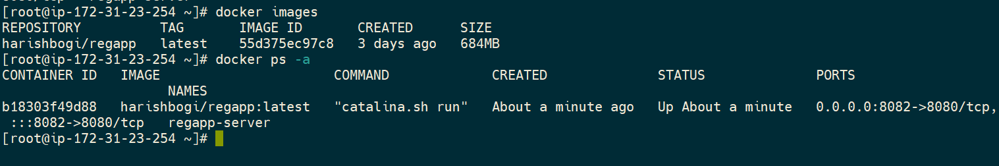 [root@ip-172-31-23-254 ~]# docker images
REPOSITORY          TAG       IMAGE ID       CREATED      SIZE
harishbogi/regapp   latest    55d375ec97c8   3 days ago   684MB
[root@ip-172-31-23-254 ~]# docker ps -a
CONTAINER ID   IMAGE                      COMMAND             CREATED              STATUS              PORTS
                     NAMES
b18303f49d88   harishbogi/regapp:latest   "catalina.sh run"   About a minute ago   Up About a minute   0.0.0.0:8082->8080/tcp,
 :::8082->8080/tcp   regapp-server
[root@ip-172-31-23-254 ~]#